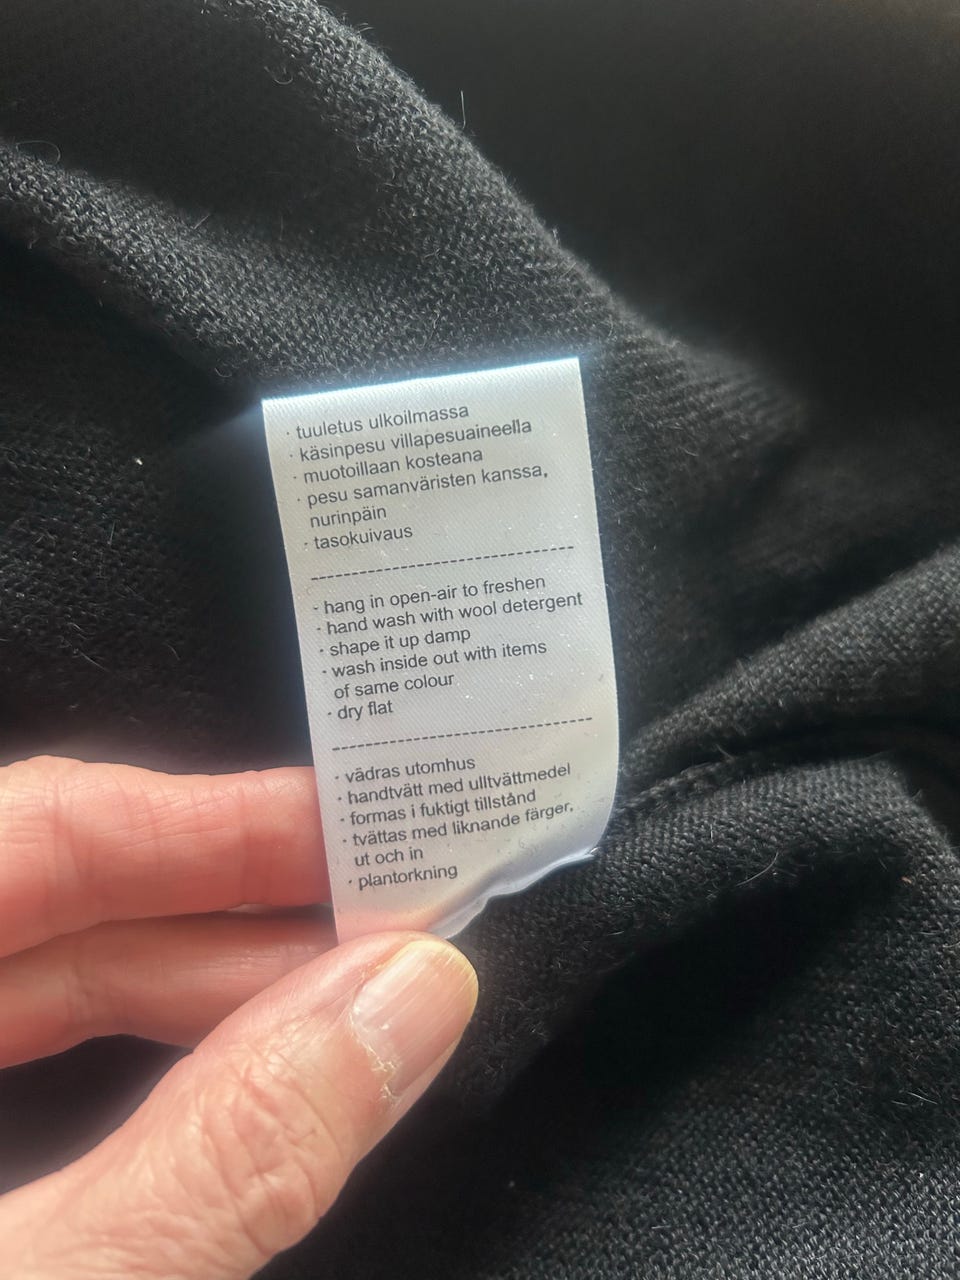 · tuuletus ulkoilmassa
· käsinpesu villapesuaineella
· muotoillaan kosteana
· pesu samanväristen kanssa,
nurinpäin
· tasokuivaus
--------------------------------------
· hang in open-air to freshen
· hand wash with wool detergent
· shape it up damp
· wash inside out with items
of same colour
· dry flat
--------------------------------------
· vädras utomhus
· handtvätt med ulltvättmedel
· formas i fuktigt tillstånd
· tvättas med liknande färger,
ut och in
· plantorkning